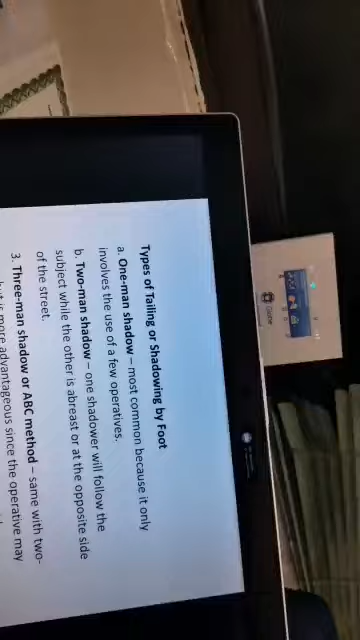 Types of Tailing or Shadowing by Foot
a. One-man shadow – most common because it only
involves the use of a few operatives.
b. Two-man shadow – one shadower will follow the
subject while the other is abreast or at the opposite side
of the street.
3. Three-man shadow or ABC method – same with two-
but is more advantageous since the operative may